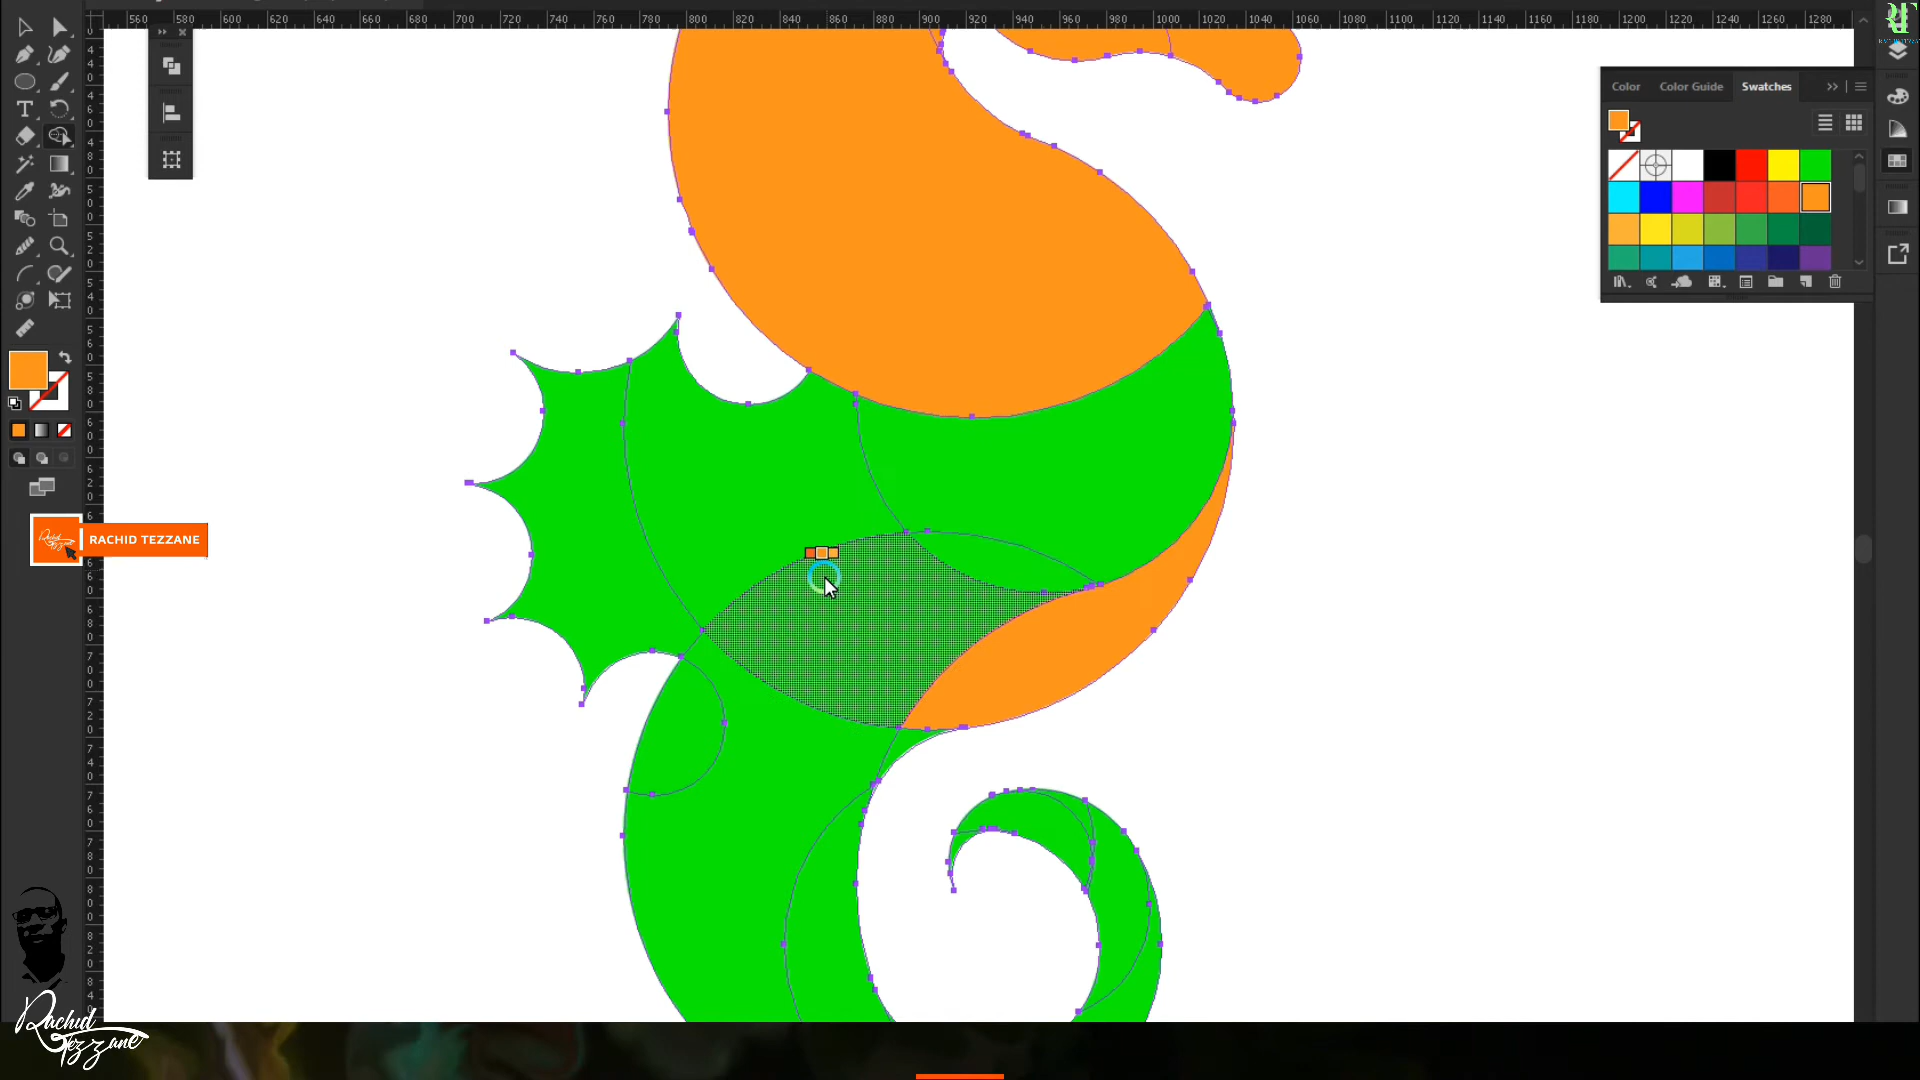 560 580 600 620 640 660 680 700 720 740 760 780 800 820 840 860 880 900 920 940 960 980 1000 1020 1040 1060 1080 1100 1120 1140 1160 1180 1200 1220 1240 1260 1280
Color Color Guide Swatches
RACHID TEZZANE
Rachid
Tezzane